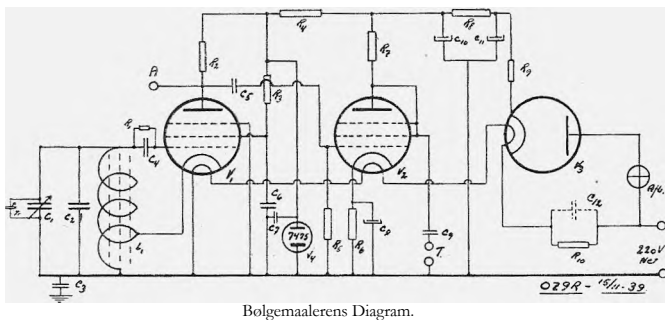 R4
R8
C10
C11
R2
R7
R9
A
C5
R3
R1
C4
V1
V2
V3
A/G.
C1
C2
L1
C6
C7
7475
V4
R5
R6
C8
C9
T.
C12
R10
220V
Net
C3
OZ9R - 15/11-39
Bølgemaalerens Diagram.